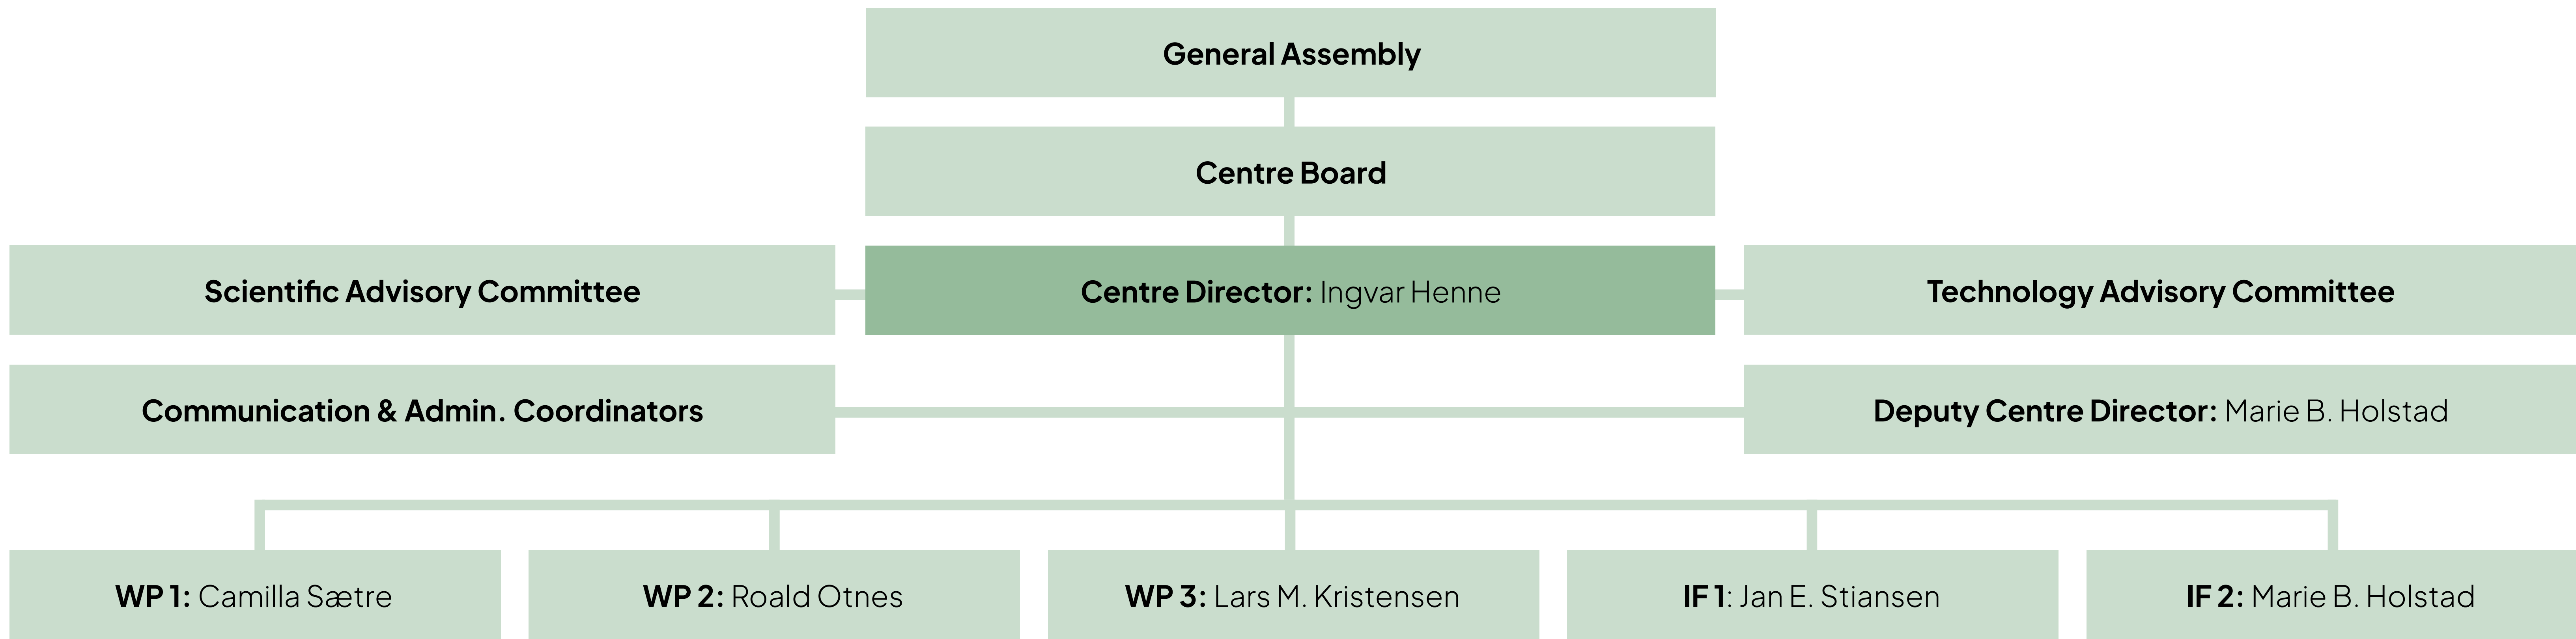 General Assembly
Centre Board
Scientific Advisory Committee
Centre Director: Ingvar Henne
Technology Advisory Committee
Communication & Admin. Coordinators
Deputy Centre Director: Marie B. Holstad
WP 1: Camilla Sætre
WP 2: Roald Otnes
WP 3: Lars M. Kristensen
IF 1: Jan E. Stiansen
IF 2: Marie B. Holstad